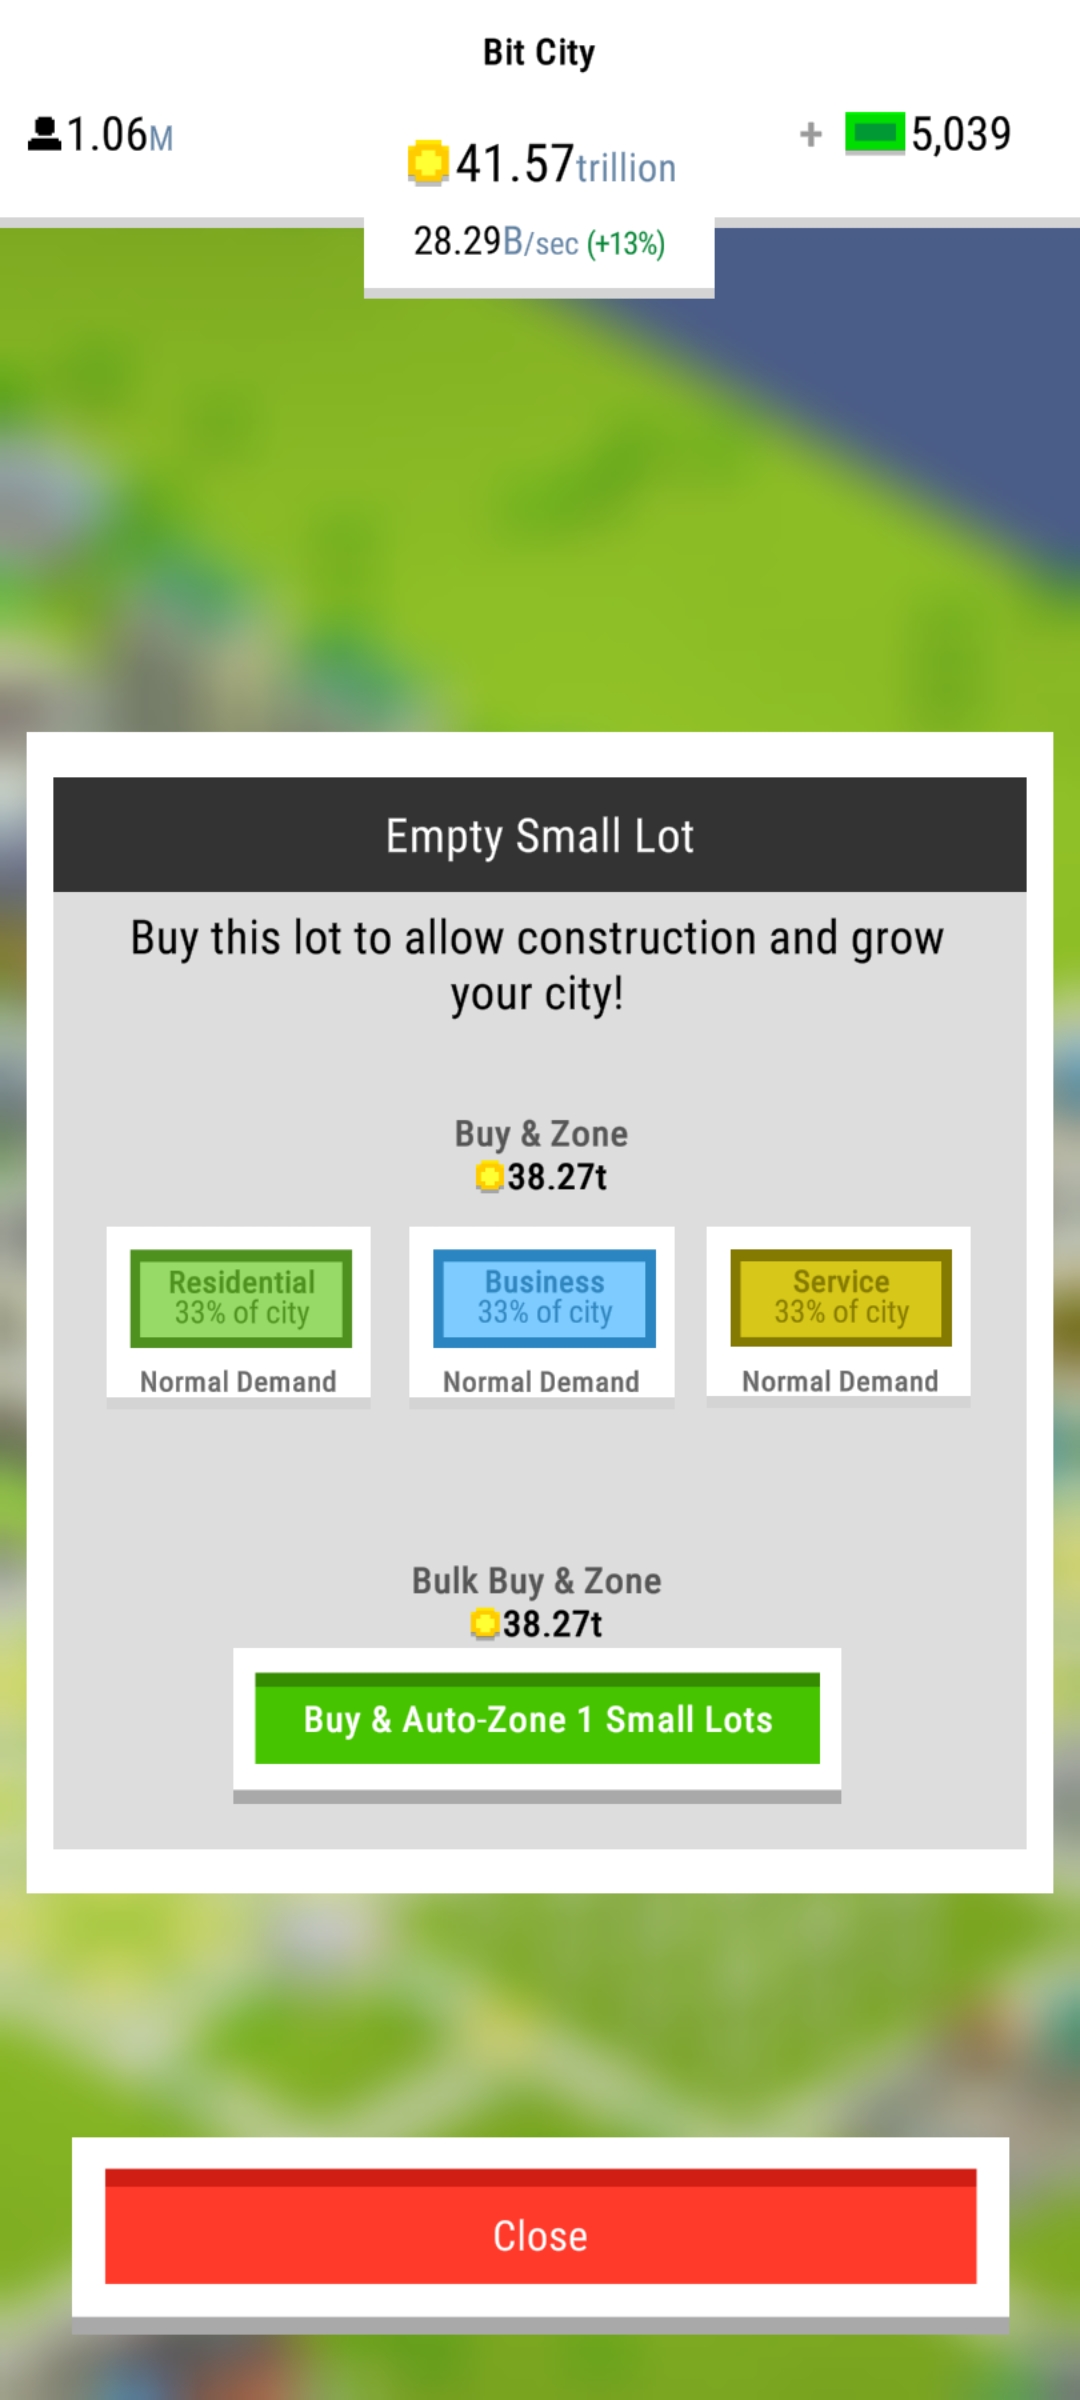 Bit City
1.06M
41.57trillion
+ 5,039
28.29B/sec (+13%)
Empty Small Lot
Buy this lot to allow construction and grow
your city!
Buy & Zone
38.27t
Residential
33% of city
Normal Demand
Business
33% of city
Normal Demand
Service
33% of city
Normal Demand
Bulk Buy & Zone
38.27t
Buy & Auto-Zone 1 Small Lots
Close